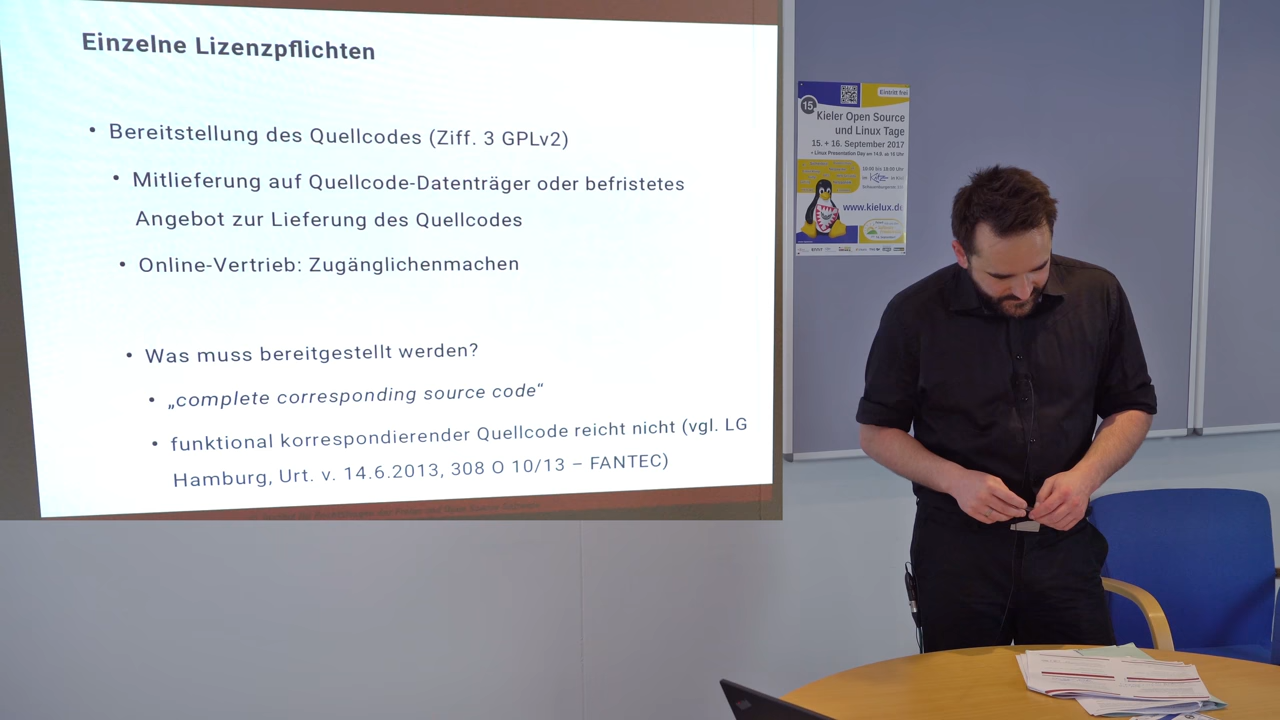 Einzelne Lizenzpflichten
• Bereitstellung des Quellcodes (Ziff. 3 GPLv2)
• Mitlieferung auf Quellcode-Datenträger oder befristetes
Angebot zur Lieferung des Quellcodes
• Online-Vertrieb: Zugänglichenmachen
• Was muss bereitgestellt werden?
• „complete corresponding source code“
• funktional korrespondierender Quellcode reicht nicht (vgl. LG
Hamburg, Urt. v. 14.6.2013, 308 O 10/13 – FANTEC)
Eintritt frei
15.
Kieler Open Source
und Linux Tage
15. + 16. September 2017
www.kielux.de